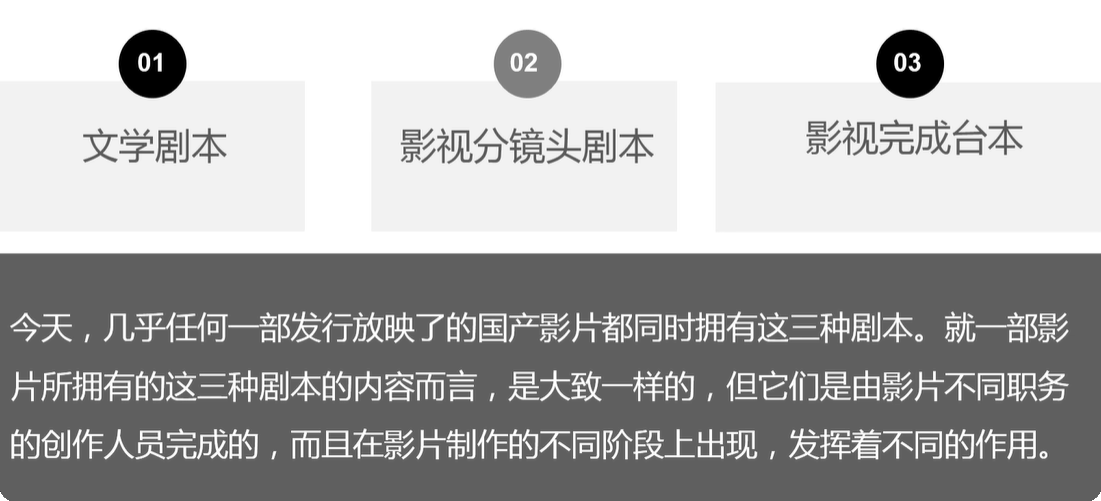 01
文学剧本
02
影视分镜头剧本
03
影视完成台本
今天，几乎任何一部发行放映了的国产影片都同时拥有这三种剧本。就一部影
片所拥有的这三种剧本的内容而言，是大致一样的，但它们是由影片不同职务
的创作人员完成的，而且在影片制作的不同阶段上出现，发挥着不同的作用。